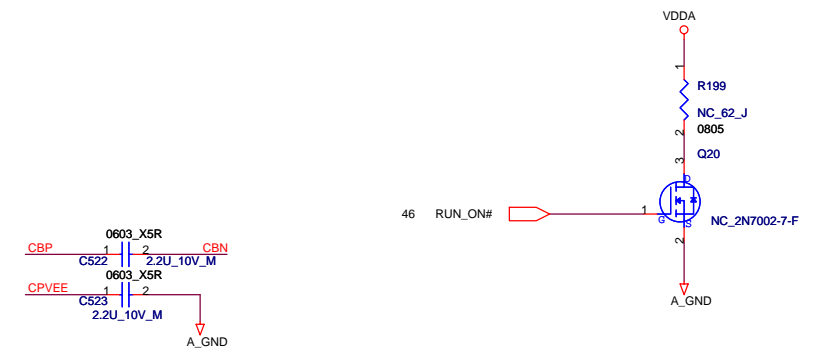 VDDA
1
R199
NC_62_J
2
0805
3
Q20
D
46 RUN_ON#
1
G
S
NC_2N7002-7-F
2
A_GND
0603_X5R
CBP
1
2
CBN
C522
2.2U_10V_M
0603_X5R
CPVEE
1
2
C523
2.2U_10V_M
A_GND